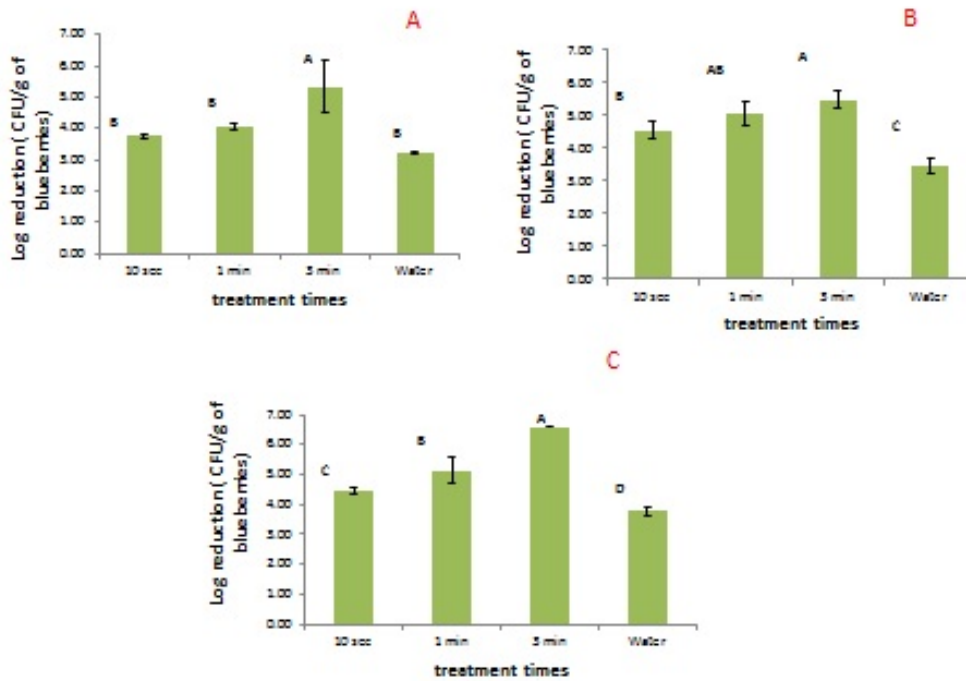 A
Log reduction ( CFU/g of
blueberries)
7.00
6.00
5.00
4.00
3.00
2.00
1.00
0.00
B
B
A
B
10 sec
1 min
3 min
Water
treatment times
B
Log reduction ( CFU/g of
blueberries)
7.00
6.00
5.00
4.00
3.00
2.00
1.00
0.00
B
AB
A
C
10 sec
1 min
3 min
Water
treatment times
C
Log reduction ( CFU/g of
blueberries)
7.00
6.00
5.00
4.00
3.00
2.00
1.00
0.00
C
B
A
D
10 sec
1 min
3 min
Water
treatment times